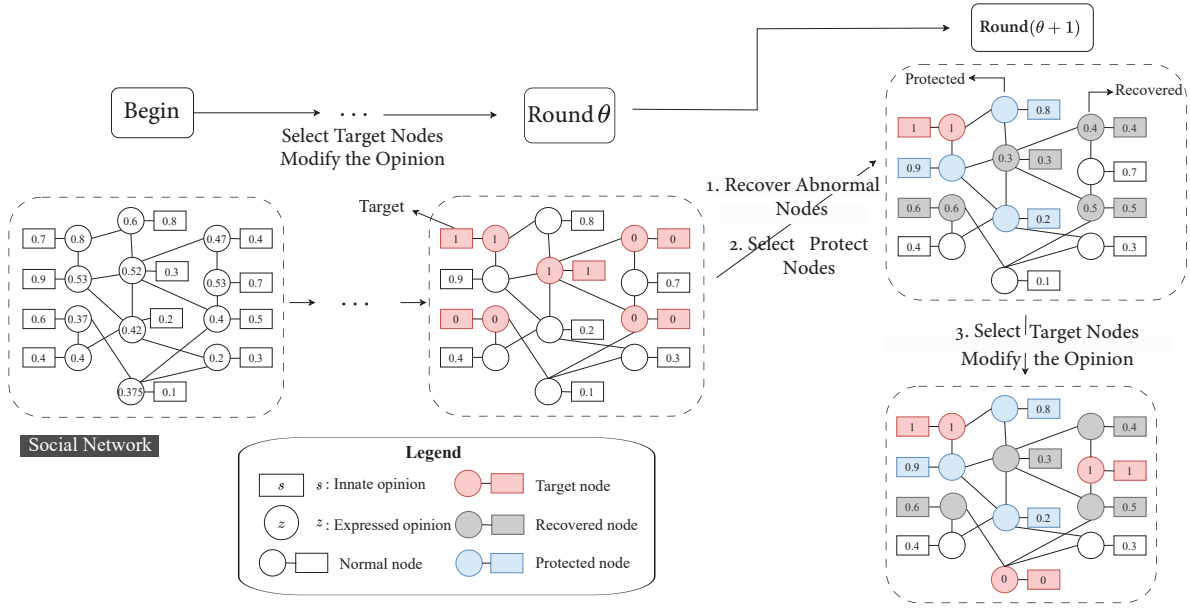 Begin
. . .
Select Target Nodes
Modify the Opinion
Round θ
Round(θ + 1)
0.6
0.8
0.7
0.8
0.47
0.4
0.52
0.3
0.9
0.53
0.53
0.7
0.6
0.37
0.2
0.4
0.5
0.42
0.4
0.4
0.2
0.3
0.375
0.1
Social Network
. . .
Target
0.8
1
1
0
0
1
1
0.9
0.7
0
0
0
0
0.2
0.4
0.3
0.1
1. Recover Abnormal
Nodes
2. Select Protect
Nodes
Protected
Recovered
0.8
1
1
0.4
0.4
0.3
0.3
0.9
0.7
0.6
0.6
0.5
0.5
0.2
0.4
0.3
0.1
3. Select Target Nodes
Modify the Opinion
0.8
1
1
0.4
0.3
0.9
1
1
0.6
0.5
0.2
0.4
0.3
0
0
Legend
s
s : Innate opinion
Target node
z
z : Expressed opinion
Recovered node
Normal node
Protected node